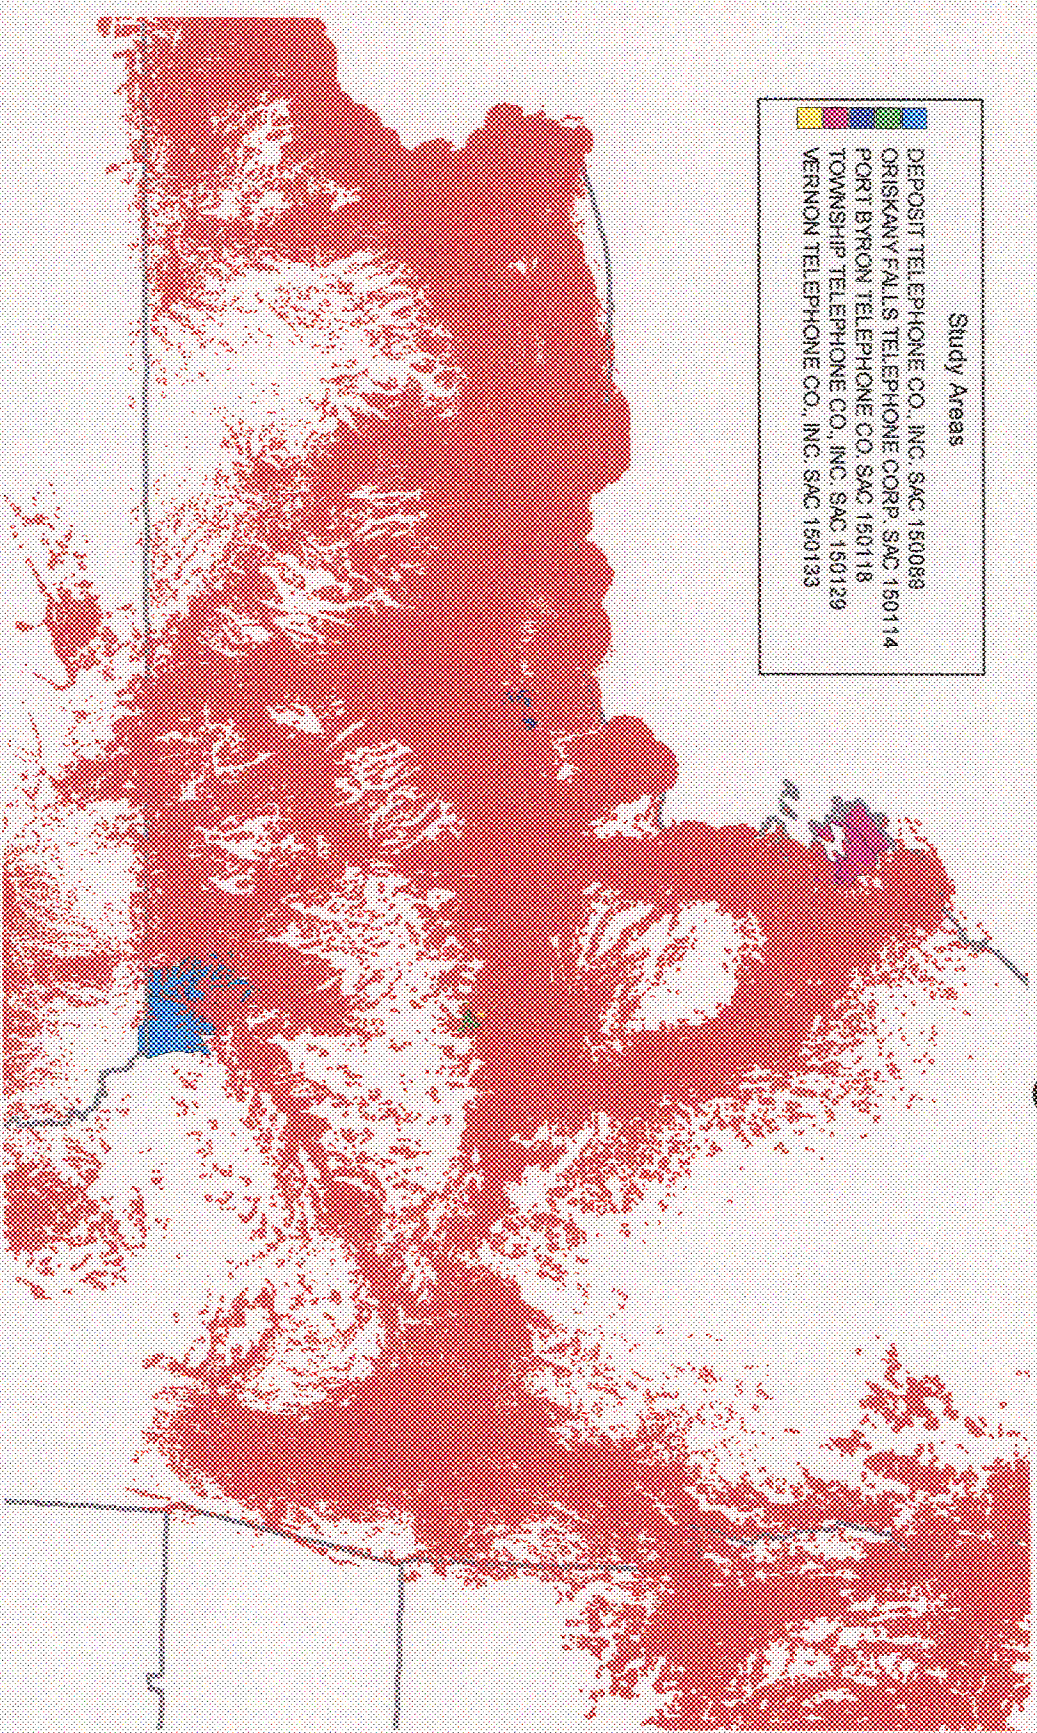 Study Areas
DEPOSIT TELEPHONE CO., INC. SAC 150088
ORISKANY FALLS TELEPHONE CORP. SAC 150114
PORT BYRON TELEPHONE CO. SAC 150118
TOWNSHIP TELEPHONE CO., INC. SAC 150129
VERNON TELEPHONE CO., INC. SAC 150133